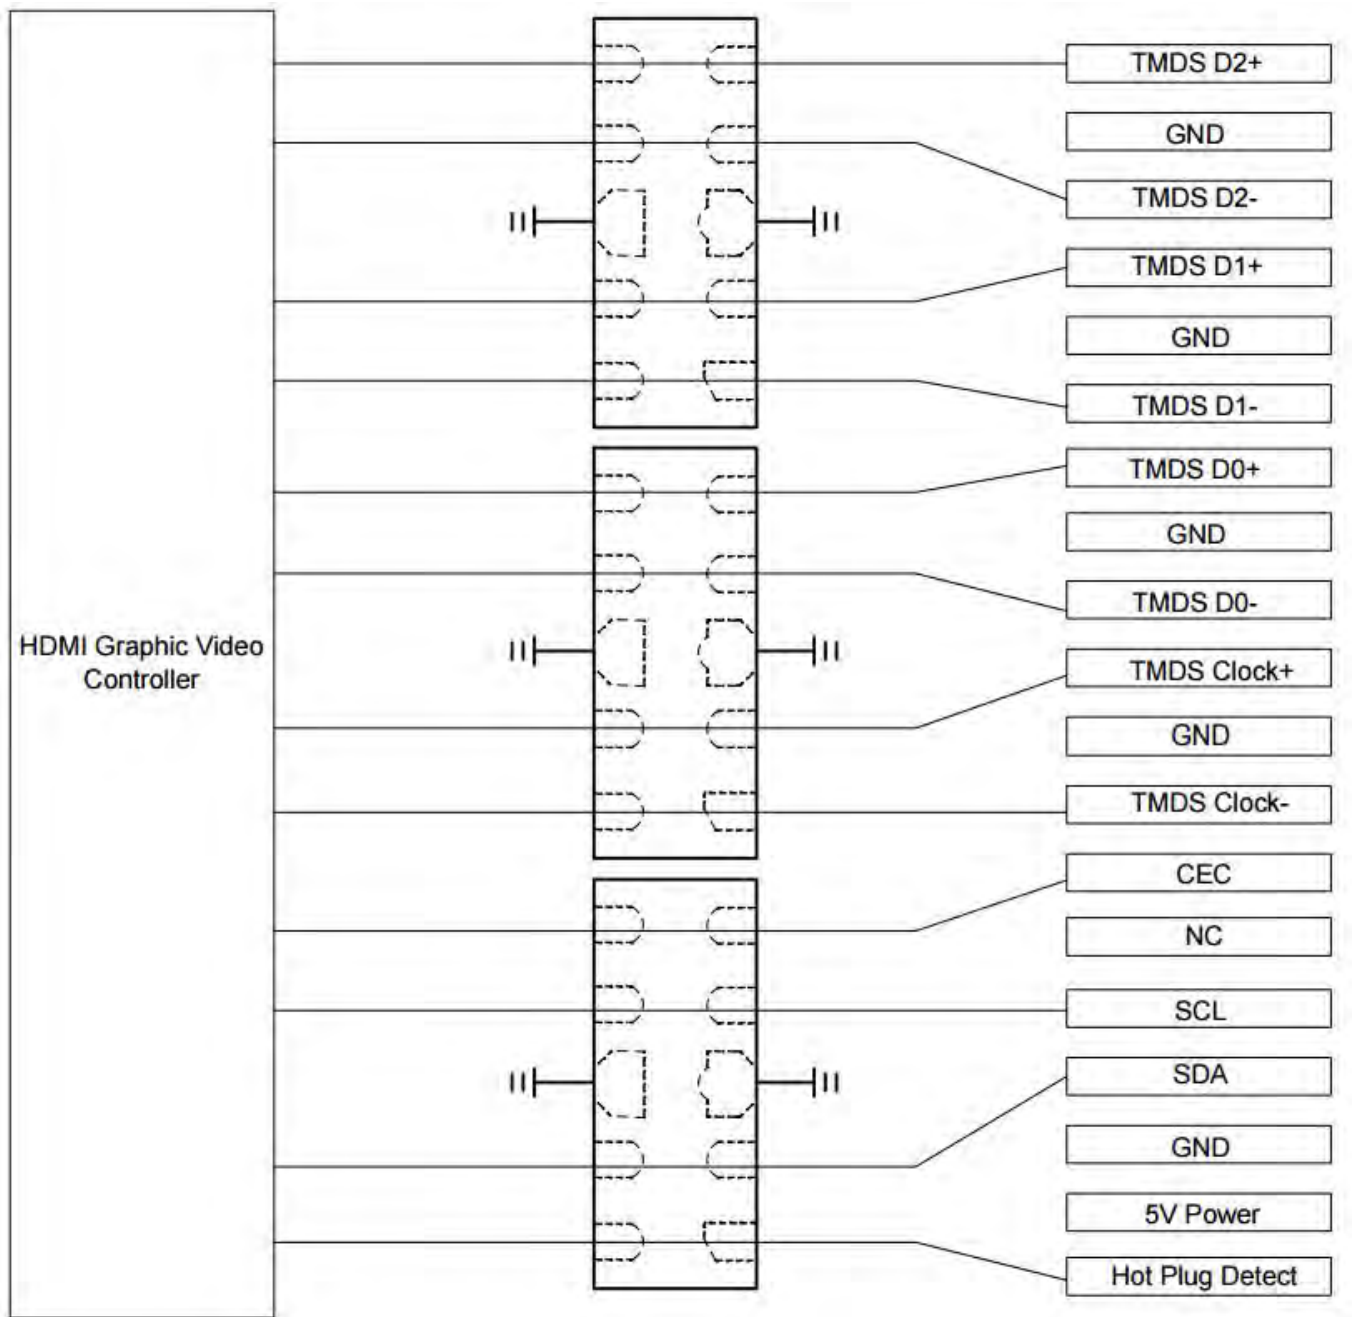 TMDS D2+
GND
TMDS D2-
TMDS D1+
GND
TMDS D1-
TMDS D0+
GND
TMDS D0-
HDMI Graphic Video
Controller
TMDS Clock+
GND
TMDS Clock-
CEC
NC
SCL
SDA
GND
5V Power
Hot Plug Detect